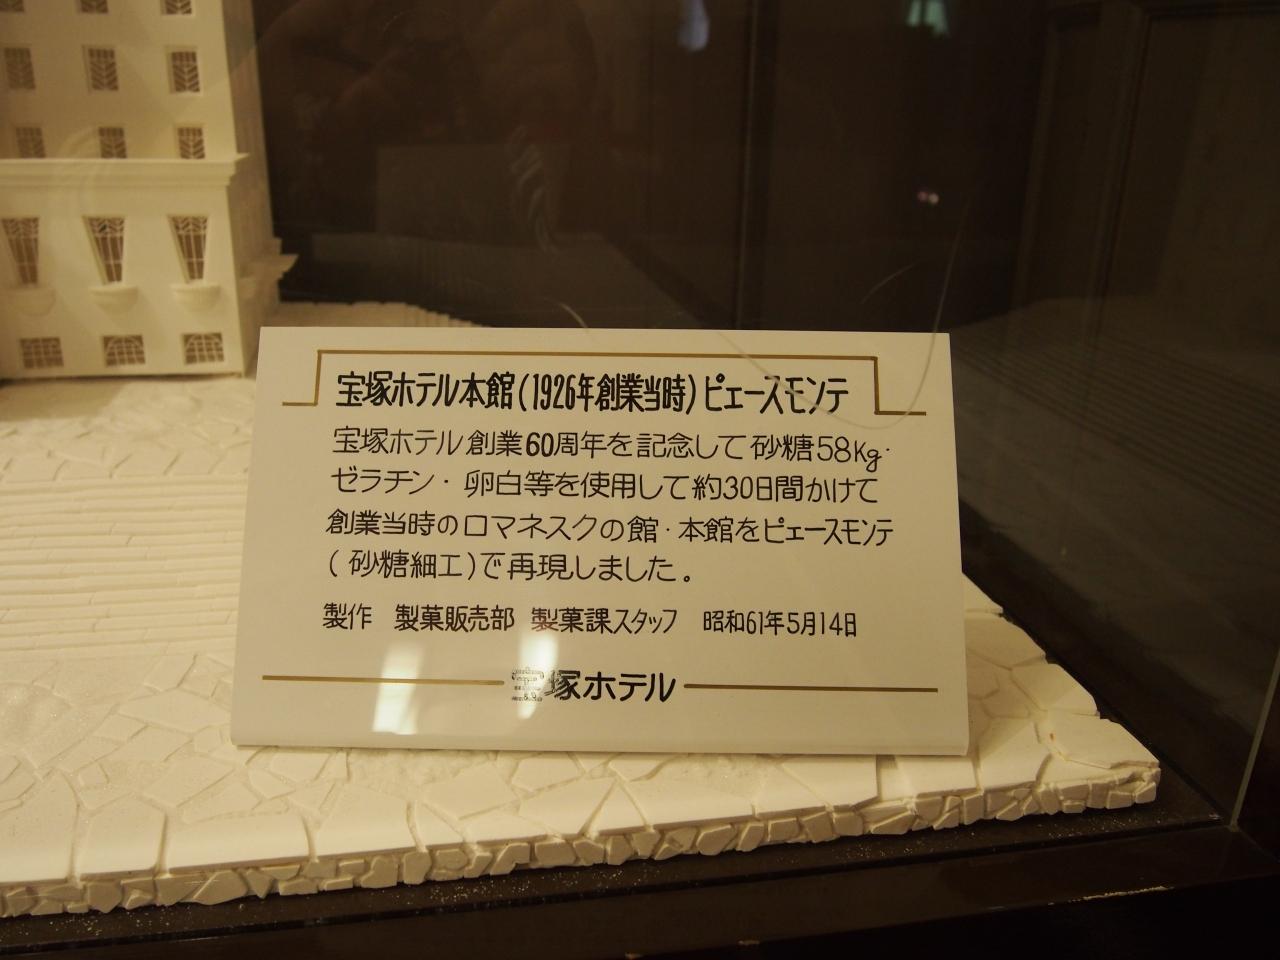 宝塚ホテル本館(1926年創業当時)ピエースモンテ
宝塚ホテル創業60周年を記念して砂糖58Kg・
ゼラチン・卵白等を使用して約30日間かけて
創業当時のロマネスクの館・本館をピエースモンテ
(砂糖細工)で再現しました。
製作 製菓販売部 製菓課スタッフ 昭和61年5月14日
宝塚ホテル